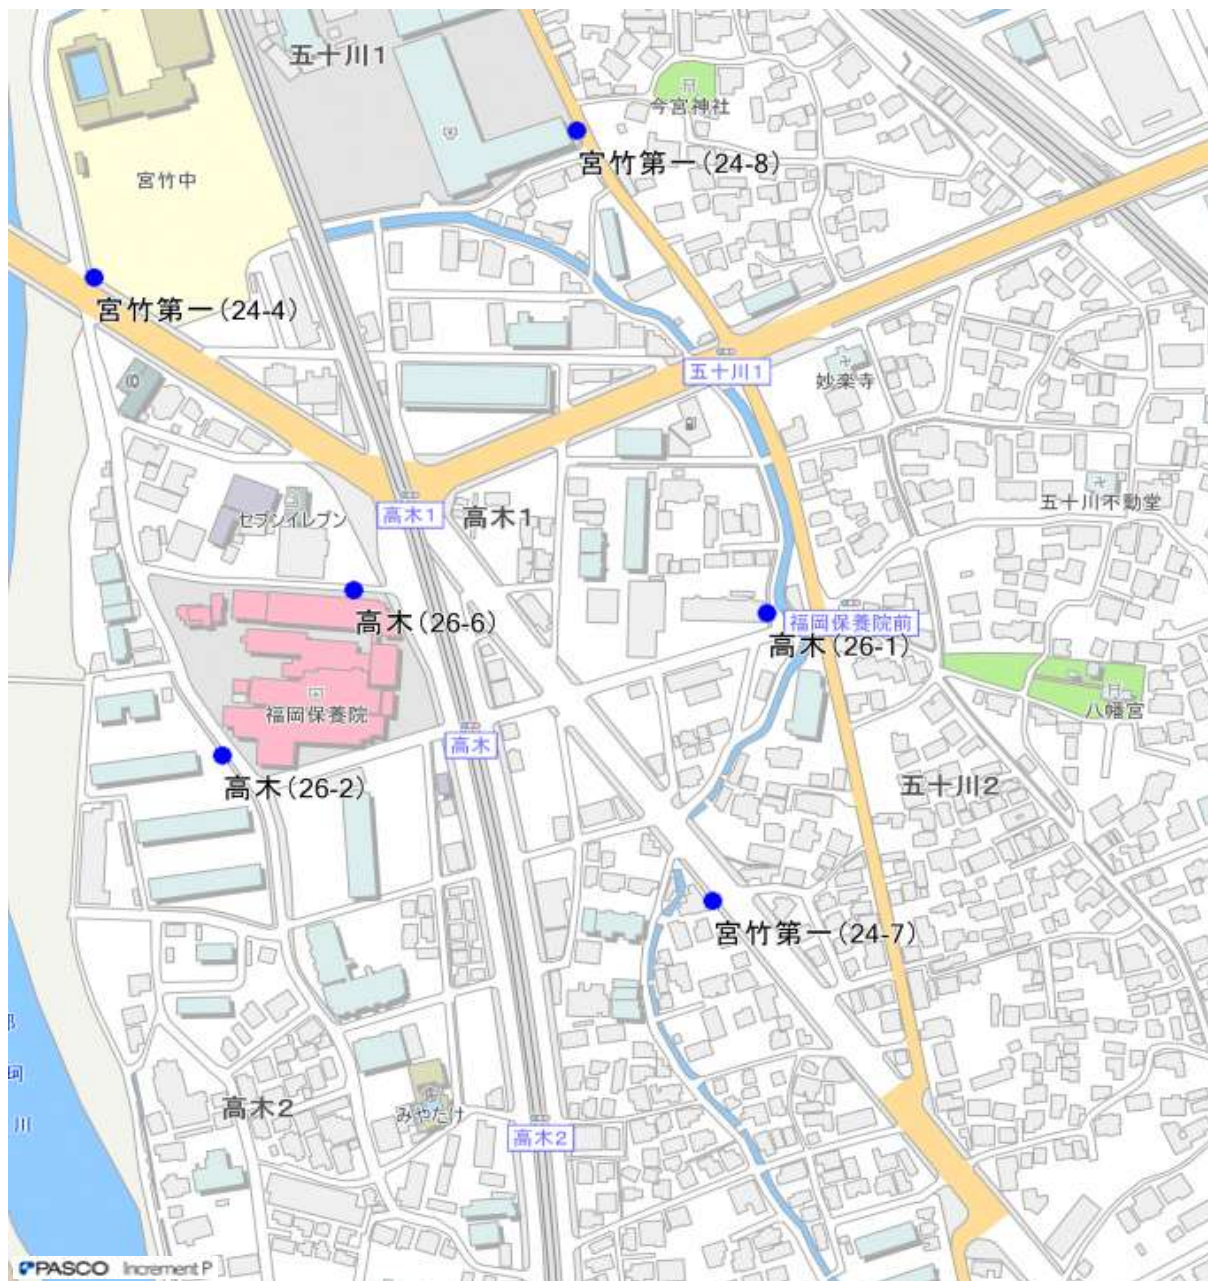 五十川1
今宮神社
宮竹第一(24-8)
宮竹中
宮竹第一(24-4)
五十川1
妙楽寺
五十川不動堂
セブンイレブン
高木1
高木1
高木(26-6)
福岡保養院前
高木(26-1)
八幡宮
福岡保養院
高木
高木(26-2)
五十川2
宮竹第一(24-7)
那
珂
川
高木2
みやたけ
高木2
PASCO Increment P